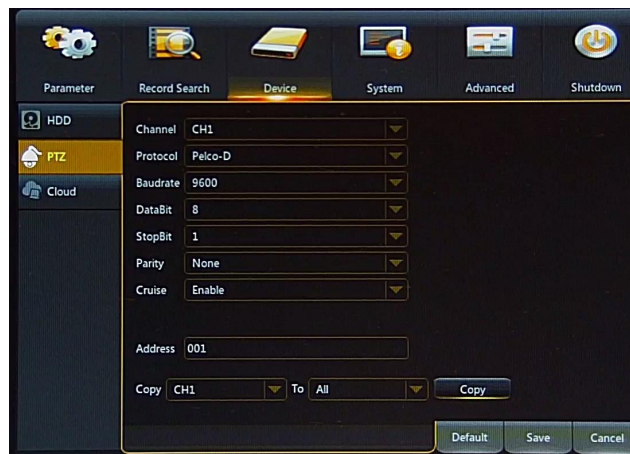 Parameter Record Search Device System Advanced Shutdown
HDD
PTZ
Cloud
Channel CH1
Protocol Pelco-D
Baudrate 9600
DataBit 8
StopBit 1
Parity None
Cruise Enable
Address 001
Copy CH1 To All Copy
Default Save Cancel